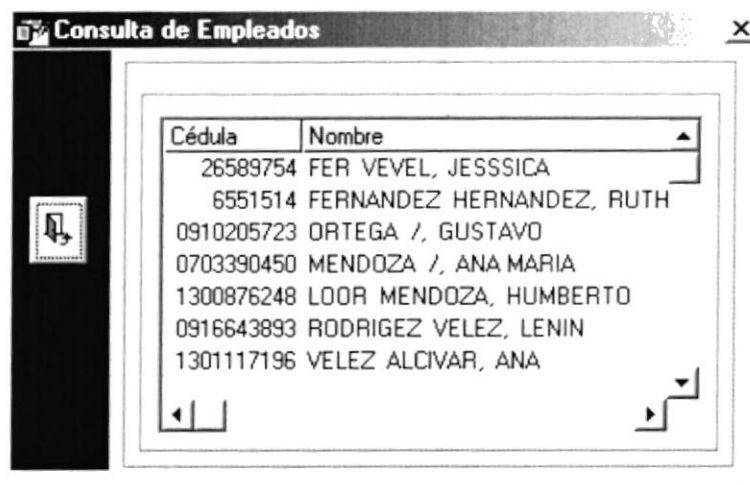 Consulta de Empleados
Cédula Nombre
26589754 FER VEVEL, JESSSICA
6551514 FERNANDEZ HERNANDEZ, RUTH
0910205723 ORTEGA /, GUSTAVO
0703390450 MENDOZA /, ANA MARIA
1300876248 LOOR MENDOZA, HUMBERTO
0916643893 RODRIGEZ VELEZ, LENIN
1301117196 VELEZ ALCIVAR, ANA